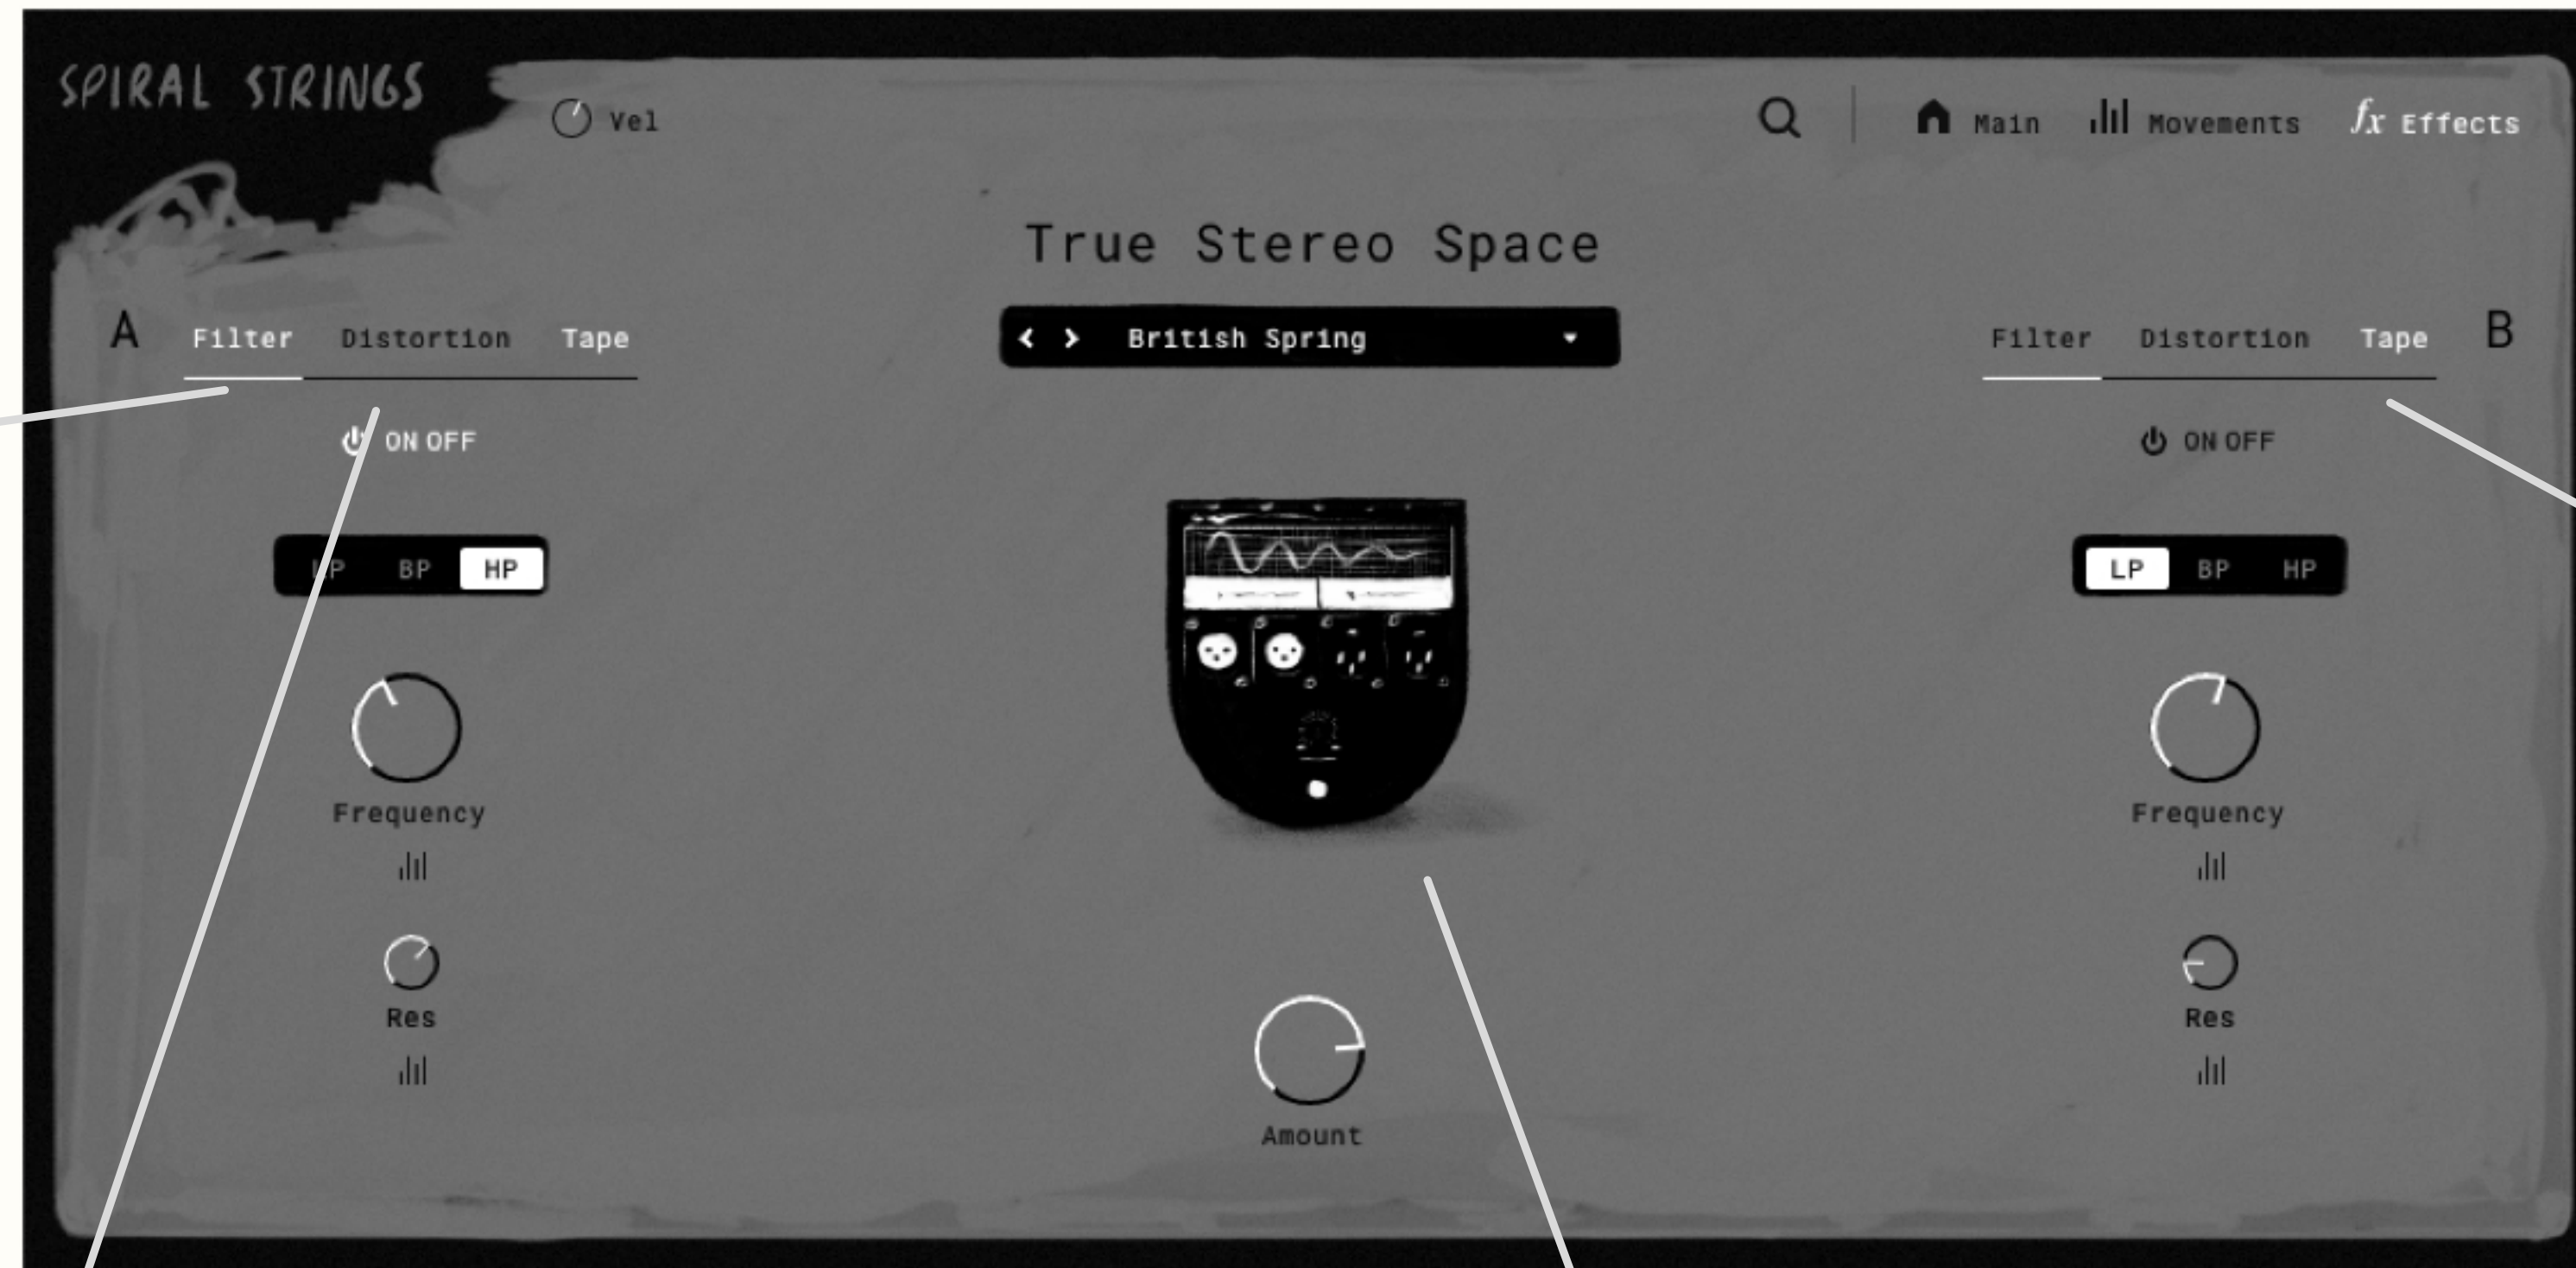 SPIRAL STRINGS
Vel
Main Movements fx Effects
True Stereo Space
A Filter Distortion Tape
British Spring
Filter Distortion Tape B
ON OFF
ON OFF
LP BP HP
LP BP HP
Frequency
Frequency
Res
Res
Amount